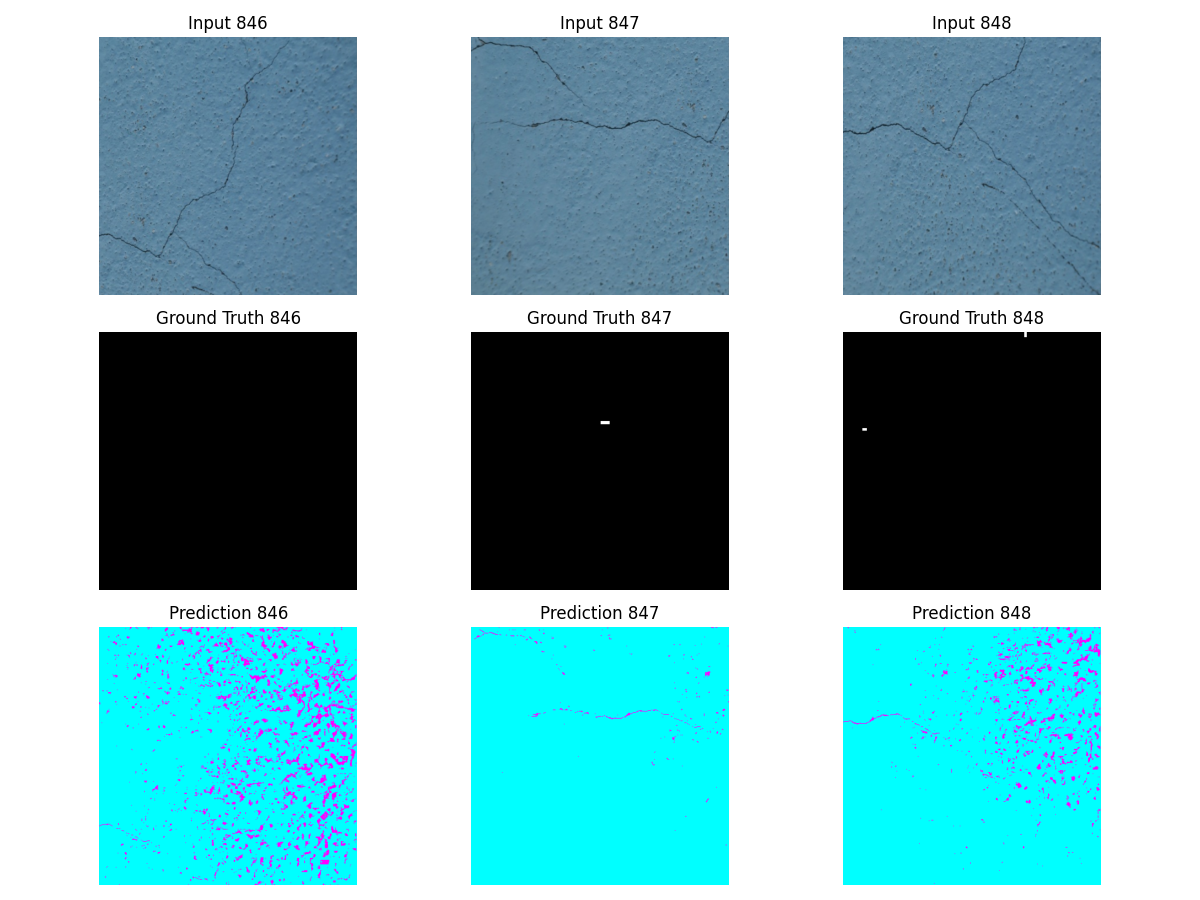 Input 846
Input 847
Input 848
Ground Truth 846
Ground Truth 847
Ground Truth 848
Prediction 846
Prediction 847
Prediction 848